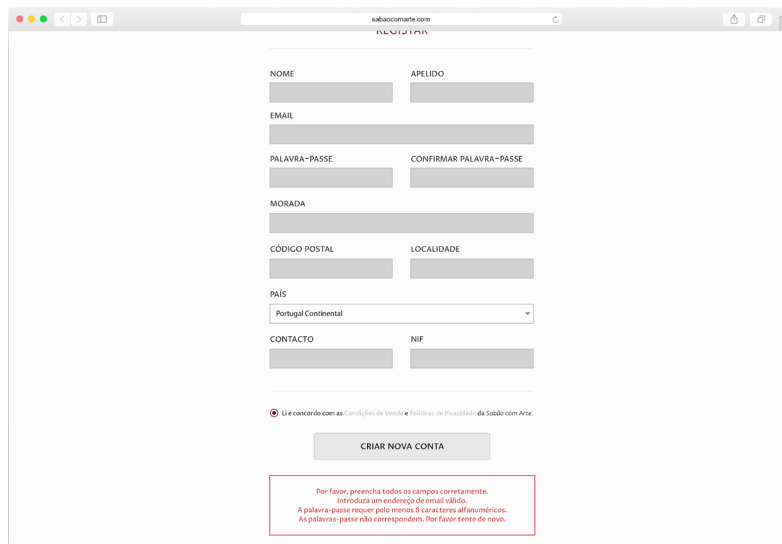 sabaocomarte.com
REGISTAR
NOME APELIDO
EMAIL
PALAVRA-PASSE CONFIRMAR PALAVRA-PASSE
MORADA
CÓDIGO POSTAL LOCALIDADE
PAÍS
Portugal Continental
CONTACTO NIF
Li e concordo com as Condições de Venda e Políticas de Pivacidade da Sabão com Arte.
CRIAR NOVA CONTA
Por favor, preencha todos os campos corretamente.
Introduza um endereço de email válido.
A palavra-passe requer pelo menos 8 caracteres alfanuméricos.
As palavras-passe não correspondem. Por favor tente de novo.